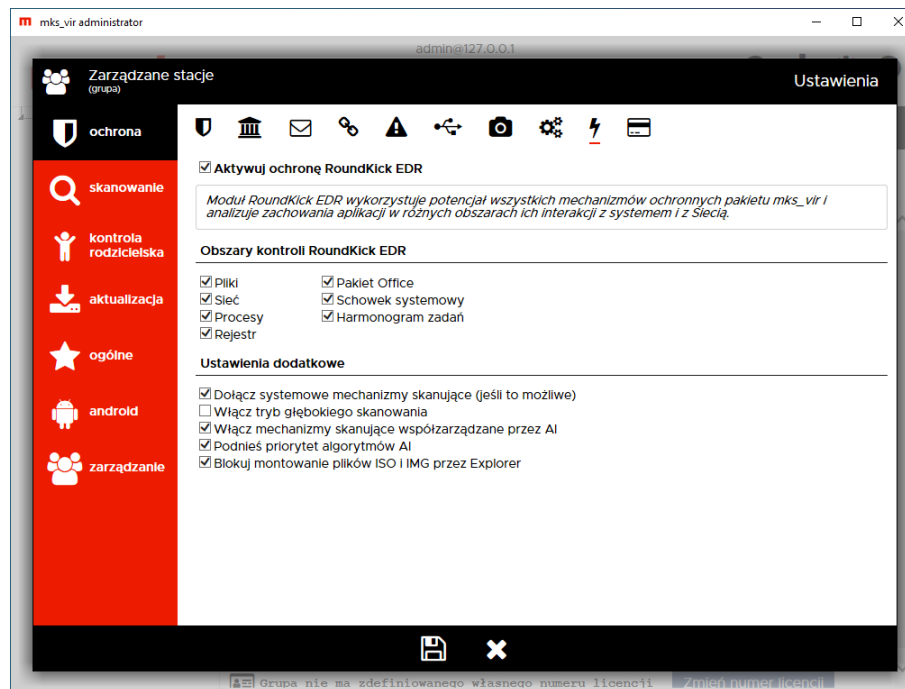 mks_vir administrator
admin@127.0.0.1
Zarządzane stacje
(grupa)
Ustawienia
ochrona
skanowanie
kontrola
rodzicielska
aktualizacja
ogólne
android
zarządzanie
Aktywuj ochronę RoundKick EDR
Moduł RoundKick EDR wykorzystuje potencjał wszystkich mechanizmów ochronnych pakietu mks_vir i
analizuje zachowania aplikacji w różnych obszarach ich interakcji z systemem i z Siecią.
Obszary kontroli RoundKick EDR
Pliki
Pakiet Office
Sieć
Schowek systemowy
Procesy
Harmonogram zadań
Rejestr
Ustawienia dodatkowe
Dołącz systemowe mechanizmy skanujące (jeśli to możliwe)
Włącz tryb głębokiego skanowania
Włącz mechanizmy skanujące współzarządzane przez AI
Podnieś priorytet algorytmów AI
Blokuj montowanie plików ISO i IMG przez Explorer
Grupa nie ma zdefiniowanego własnego numeru licencji
Zmień numer licencji